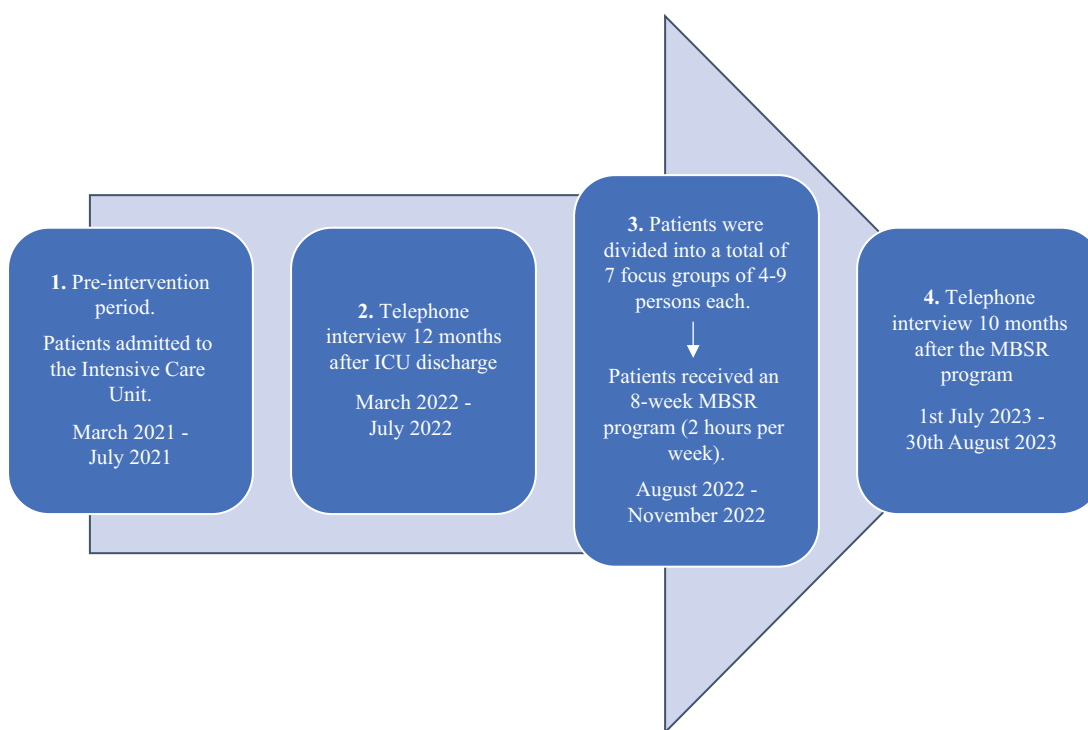 1. Pre-intervention
period.
Patients admitted to
the Intensive Care
Unit.
March 2021 -
July 2021
2. Telephone
interview 12 months
after ICU discharge
March 2022 -
July 2022
3. Patients were
divided into a total of
7 focus groups of 4-9
persons each.
Patients received an
8-week MBSR
program (2 hours per
week).
August 2022 -
November 2022
4. Telephone
interview 10 months
after the MBSR
program
1st July 2023 -
30th August 2023